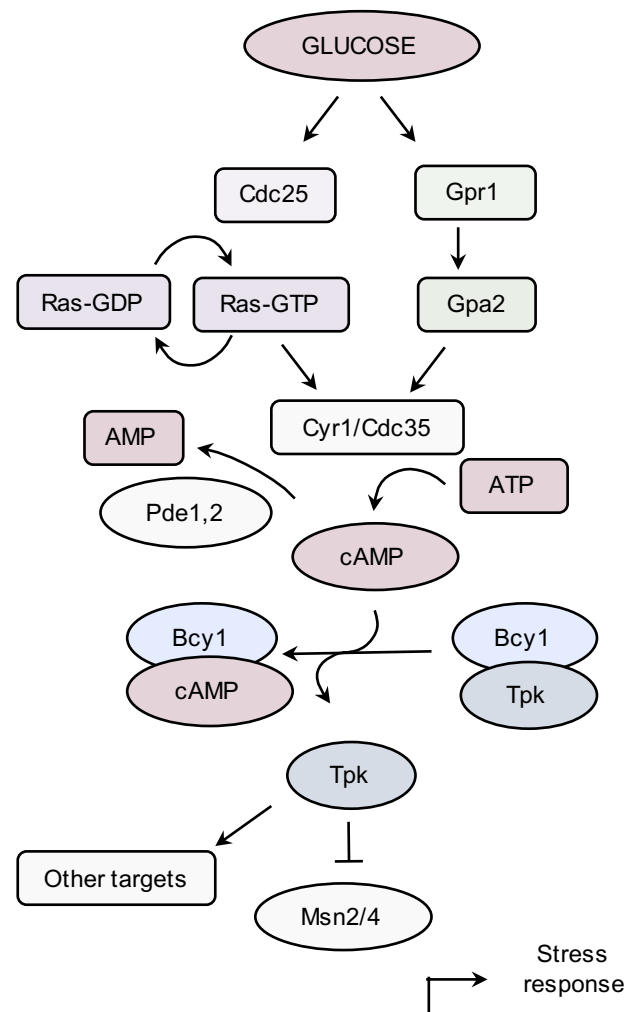 GLUCOSE
Cdc25
Gpr1
Ras-GDP
Ras-GTP
Gpa2
Cyr1/Cdc35
AMP
ATP
Pde1,2
cAMP
Bcy1
cAMP
Bcy1
Tpk
Tpk
Other targets
Msn2/4
Stress
response